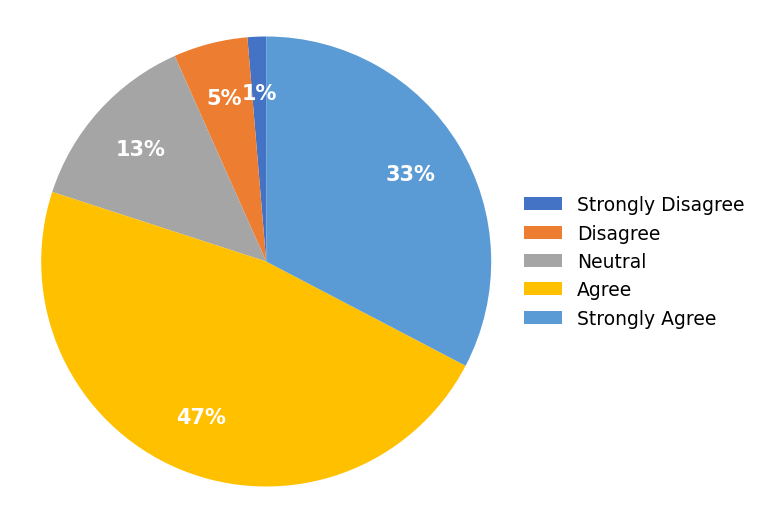 5%
1%
13%
33%
47%
Strongly Disagree
Disagree
Neutral
Agree
Strongly Agree